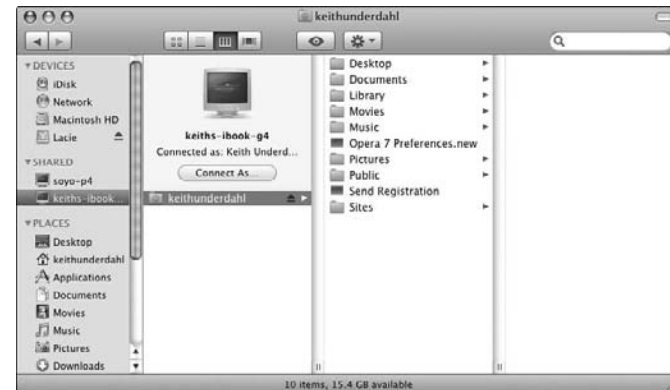 keithunderdahl
DEVICES
iDisk
Network
Macintosh HD
Lacie
SHARED
soyo-p4
keiths-ibook...
PLACES
Desktop
keithunderdahl
Applications
Documents
Movies
Music
Pictures
Downloads
keiths-ibook-g4
Connected as: Keith Underd...
Connect As...
keithunderdahl
Desktop
Documents
Library
Movies
Music
Opera 7 Preferences.new
Pictures
Public
Send Registration
Sites
10 items, 15.4 GB available